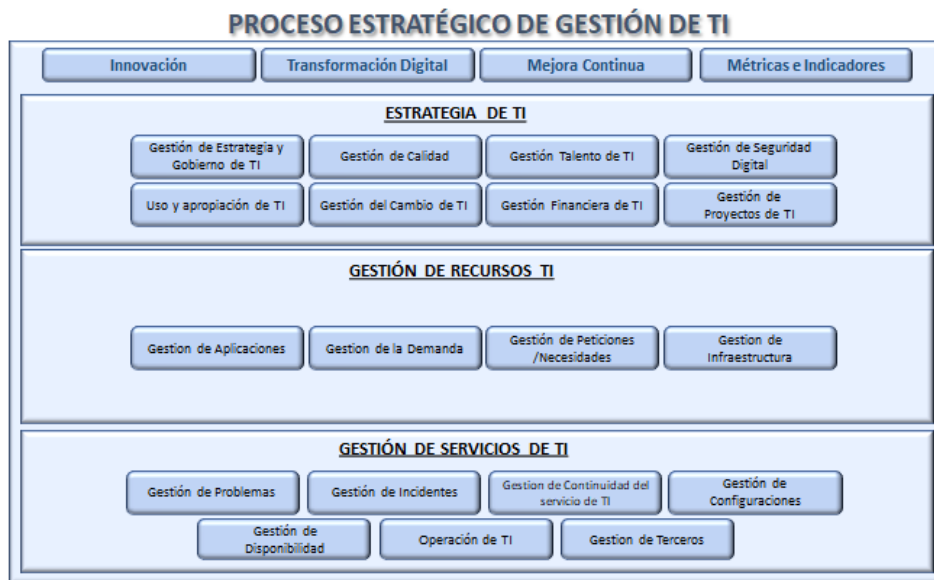 PROCESO ESTRATÉGICO DE GESTIÓN DE TI
Innovación
Transformación Digital
Mejora Continua
Métricas e Indicadores
ESTRATEGIA DE TI
Gestión de Estrategia y
Gobierno de TI
Gestión de Calidad
Gestión Talento de TI
Gestión de Seguridad
Digital
Uso y apropiación de TI
Gestión del Cambio de TI
Gestión Financiera de TI
Gestión de
Proyectos de TI
GESTIÓN DE RECURSOS TI
Gestion de Aplicaciones
Gestion de la Demanda
Gestión de Peticiones
/Necesidades
Gestion de
Infraestructura
GESTIÓN DE SERVICIOS DE TI
Gestión de Problemas
Gestión de Incidentes
Gestion de Continuidad del
servicio de TI
Gestión de
Configuraciones
Gestión de
Disponibilidad
Operación de TI
Gestion de Terceros